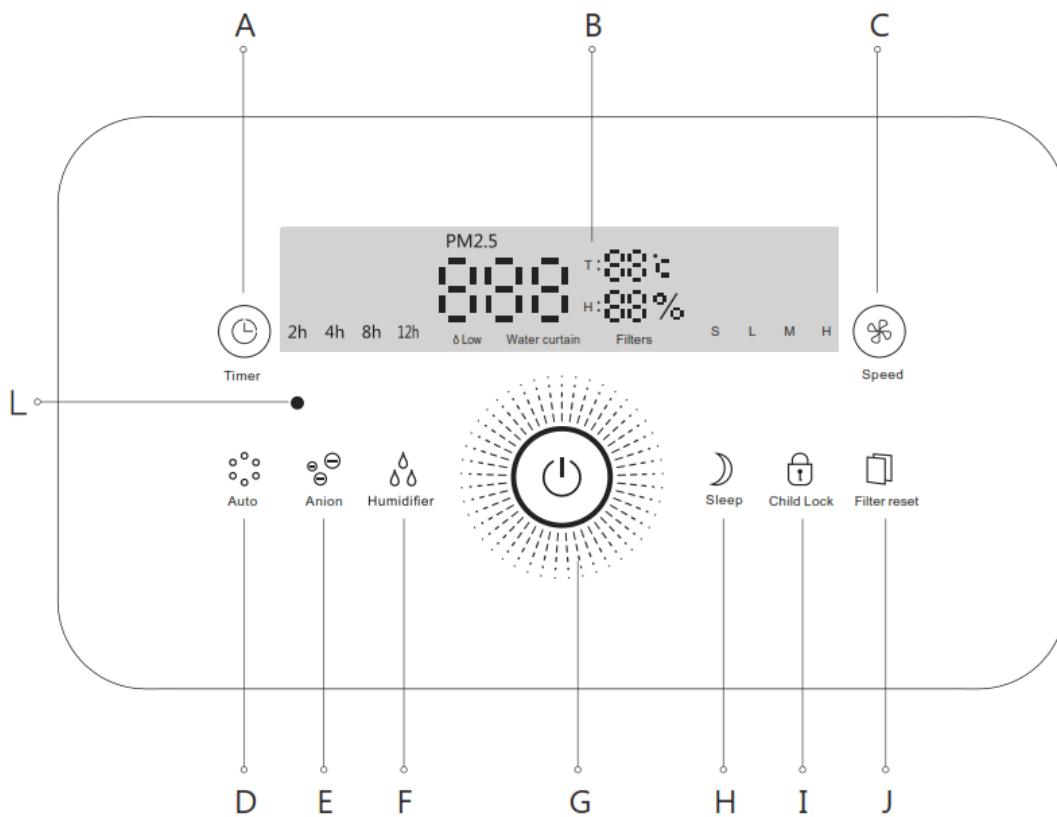 A B C
PM2.5
888 T:88°C
H:88%
2h 4h 8h 12h Low Water curtain Filters S L M H
Timer Speed
L
Auto Anion Humidifier Sleep Child Lock Filter reset
D E F G H I J